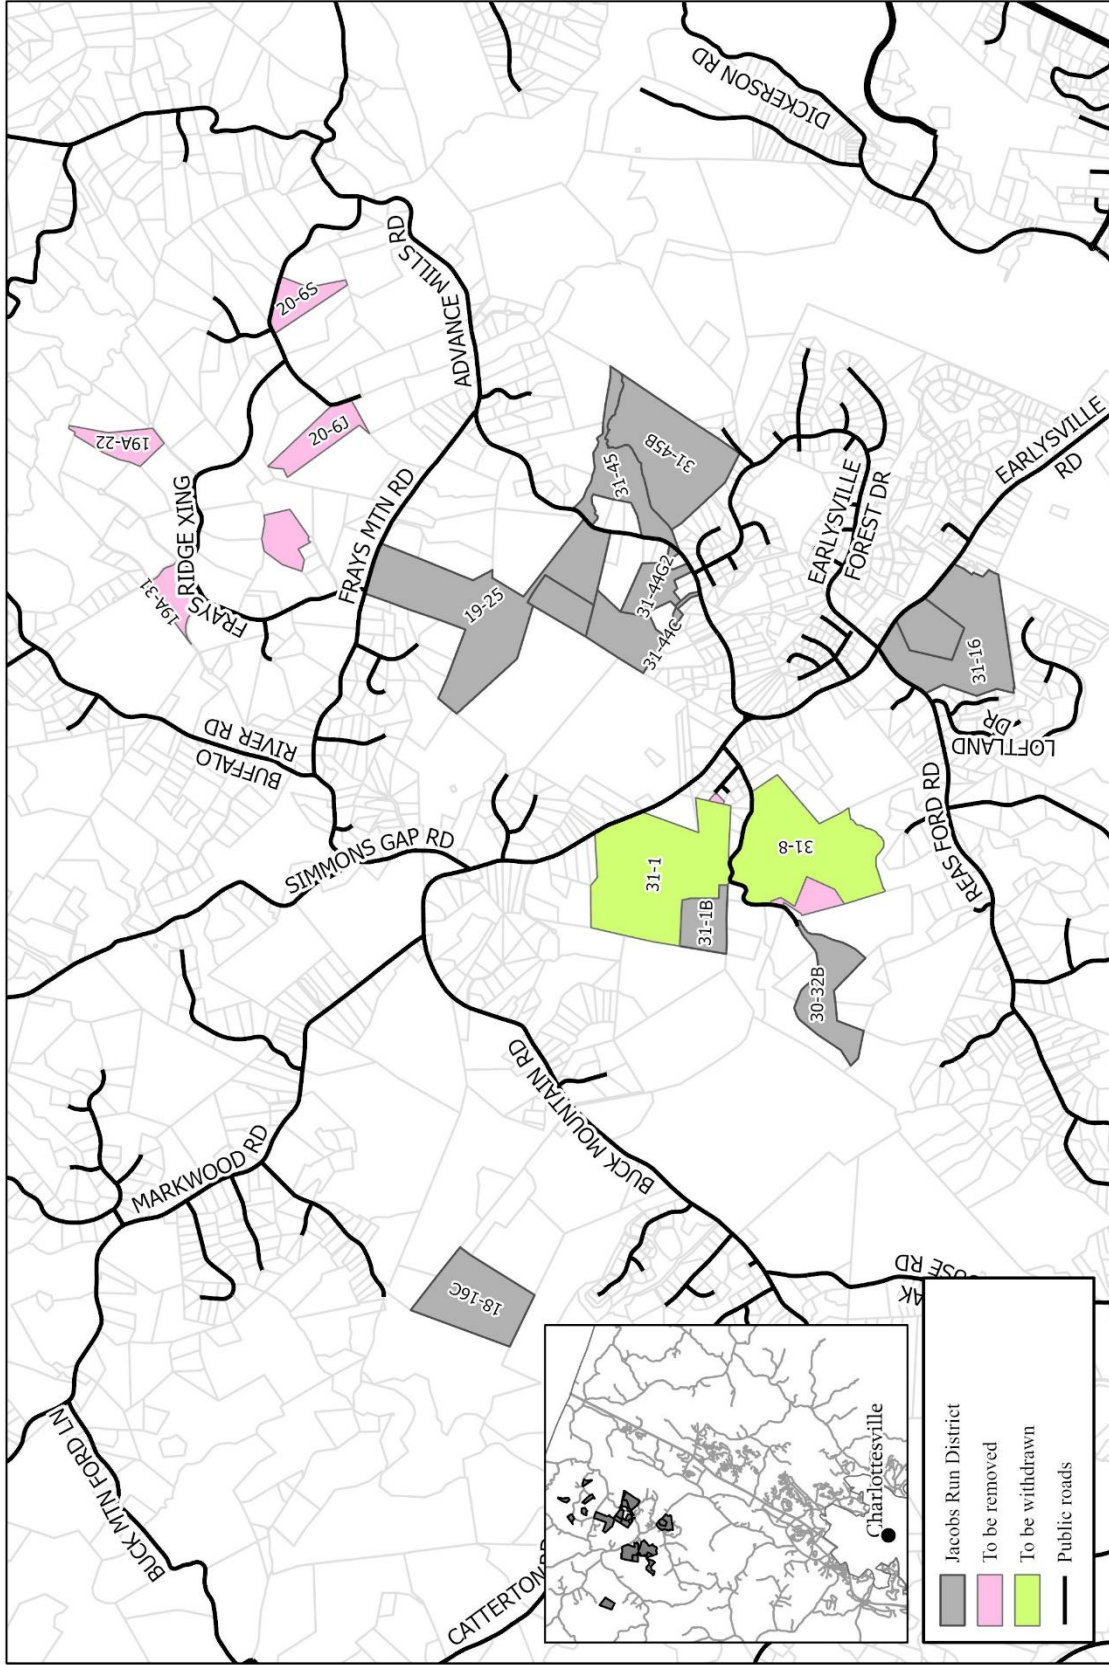 BUCK MTN FORD LN
MARKWOOD RD
SIMMONS GAP RD
BUFFALO
RIVER RD
19A-22
19A-31
FRAYS RIDGE XING
20-6J
20-6S
FRAYS MTN RD
ADVANCE MILLS RD
DICKERSON RD
19-25
31-45
31-45B
31-44G2
31-44C
18-16C
BUCK MOUNTAIN RD
31-1
31-1B
31-8
30-32B
EARLYSVILLE
FOREST DR
EARLYSVILLE
RD
31-16
LOFTLAND
DR
REAS FORD RD
CATTERTON
USE RD
AK
Charlottesville
Jacobs Run District
To be removed
To be withdrawn
Public roads